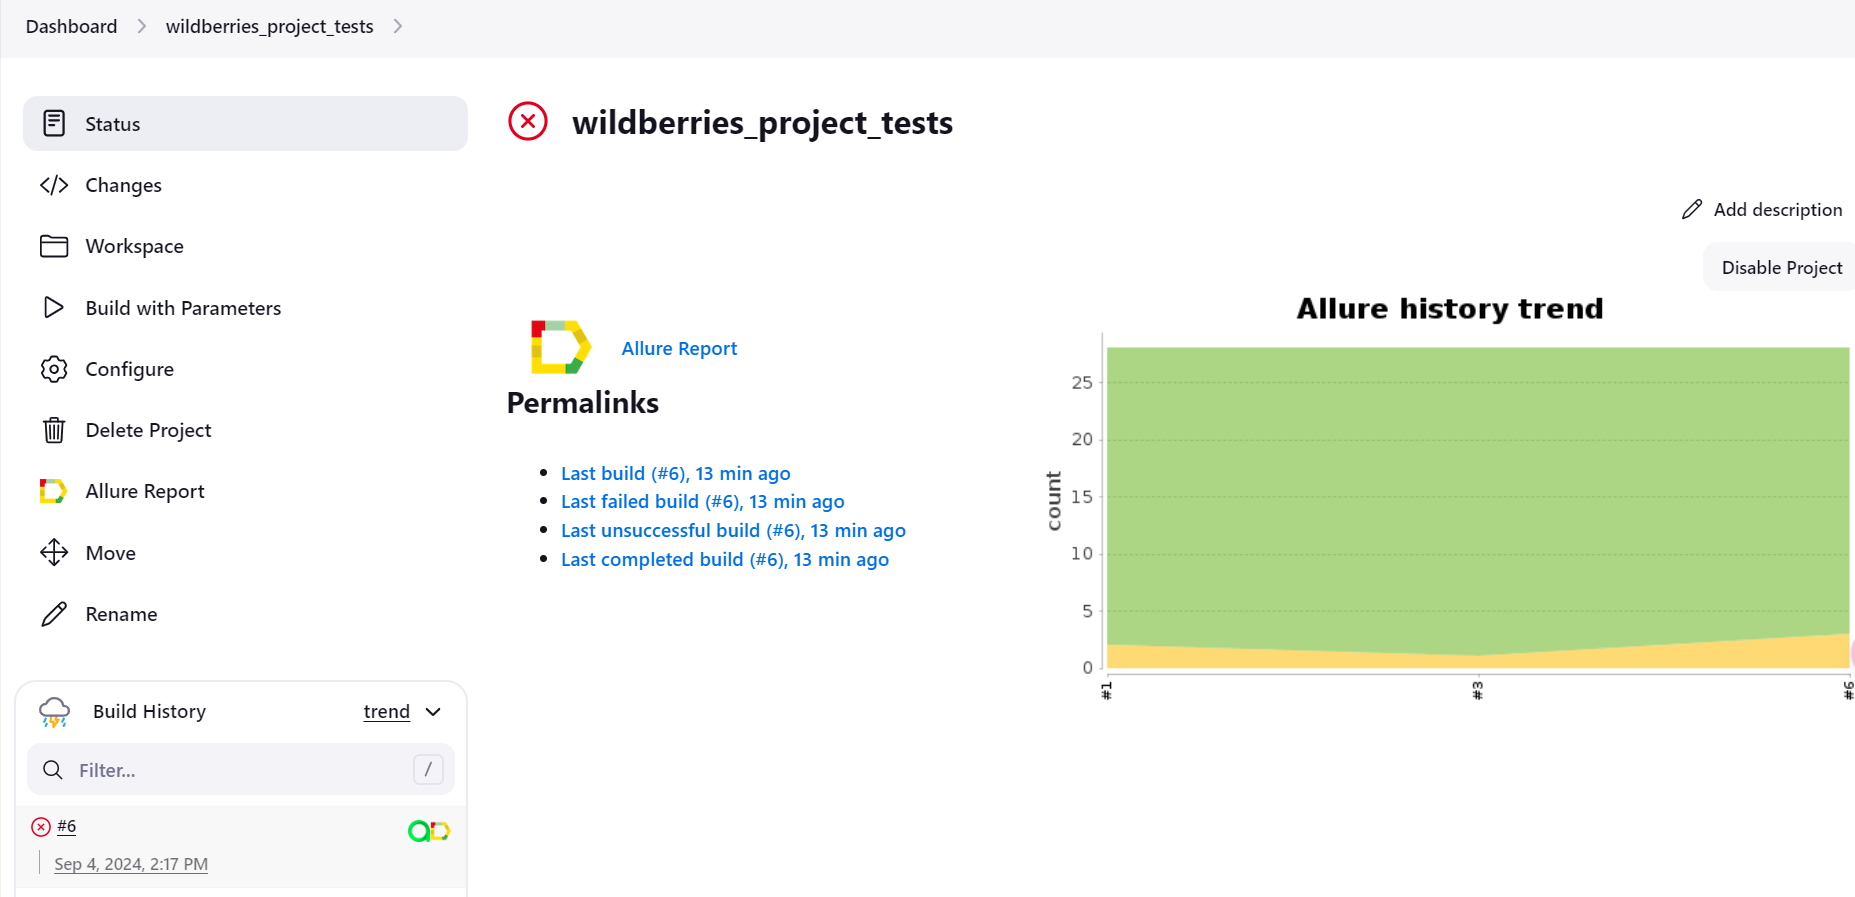 Dashboard
wildberries_project_tests
Status
Changes
Workspace
Build with Parameters
Configure
Delete Project
Allure Report
Move
Rename
Build History
trend
Filter...
/
#6
Sep 4, 2024, 2:17 PM
wildberries_project_tests
Add description
Disable Project
Allure Report
Permalinks
Last build (#6), 13 min ago
Last failed build (#6), 13 min ago
Last unsuccessful build (#6), 13 min ago
Last completed build (#6), 13 min ago
Allure history trend
count
25
20
15
10
5
0
#1
#3
#6